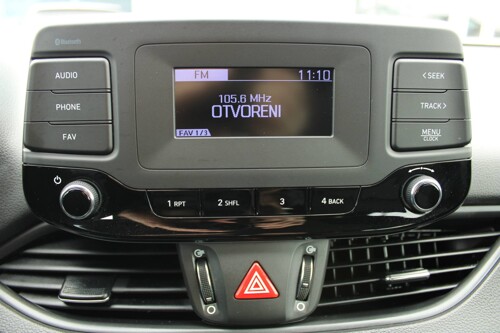 Bluetooth
AUDIO
PHONE
FAV
FM 11:10
105.6 MHz
OTVORENI
FAV 1/3
< SEEK
TRACK >
MENU
CLOCK
1 RPT
2 SHFL
3
4 BACK